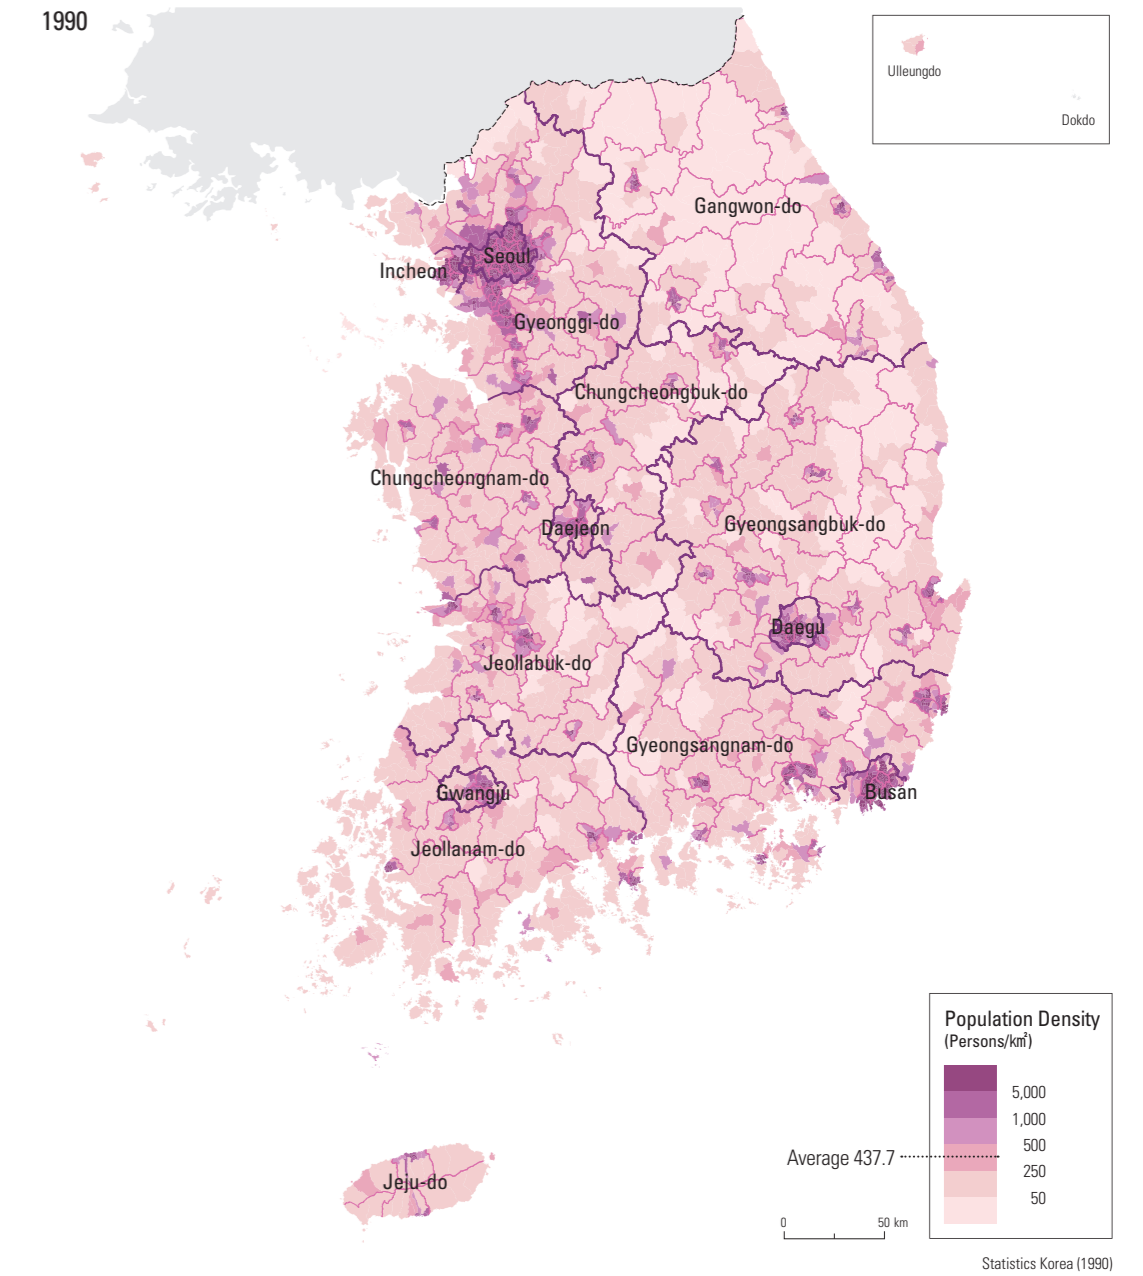 1990
Ulleungdo
Dokdo
Gangwon-do
Seoul
Incheon
Gyeonggi-do
Chungcheongbuk-do
Chungcheongnam-do
Gyeongsangbuk-do
Daejeon
Daegu
Jeollabuk-do
Gyeongsangnam-do
Gwangju
Busan
Jeollanam-do
Jeju-do
Population Density
(Persons/㎢)
5,000
1,000
500
Average 437.7
250
50
0 50 km
Statistics Korea (1990)